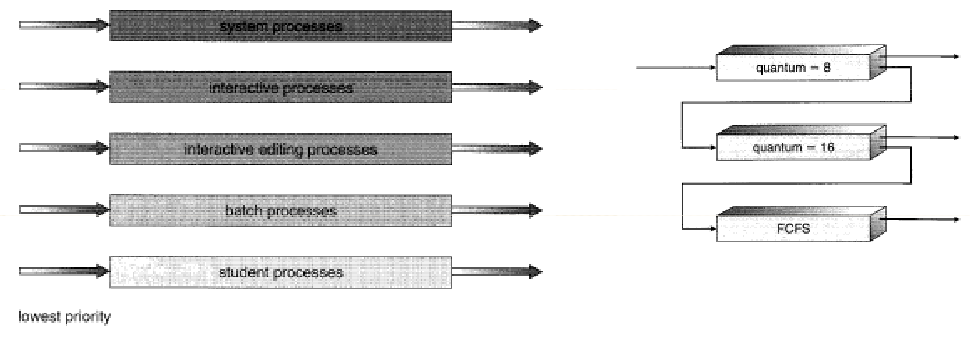 system processes
interactive processes
interactive editing processes
batch processes
student processes
lowest priority
quantum = 8
quantum = 16
FCFS